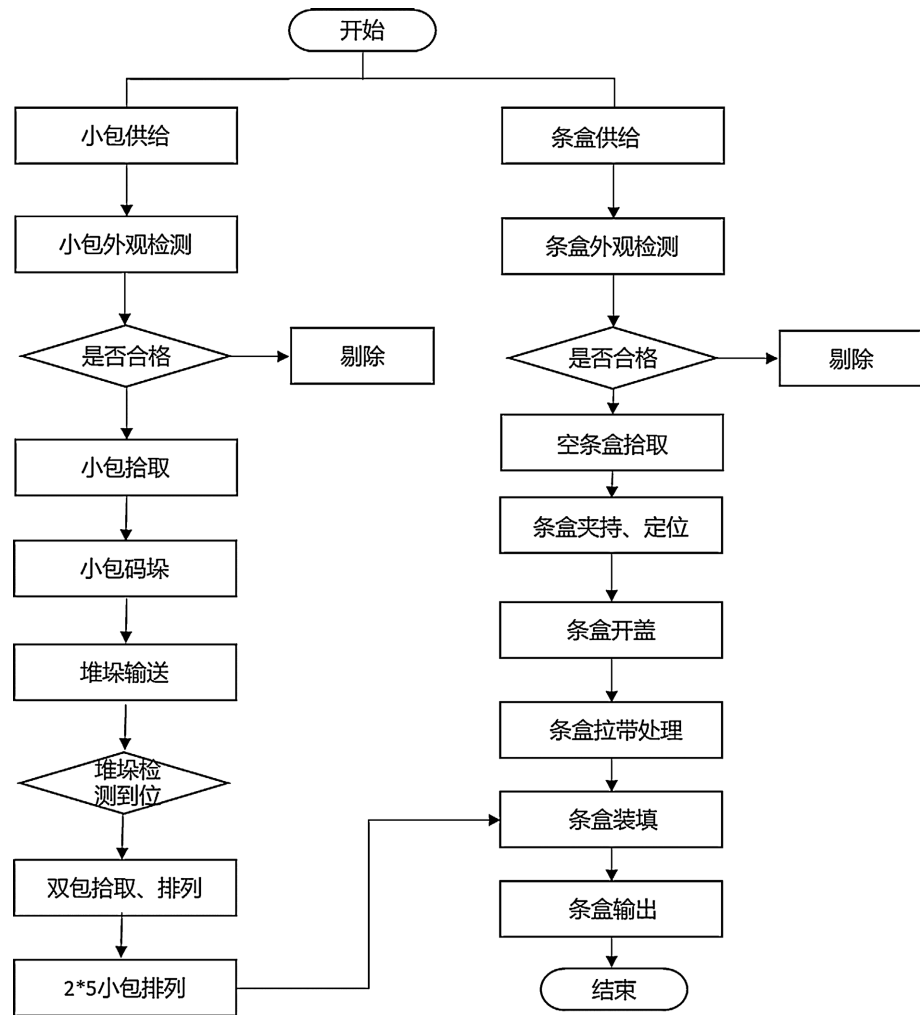 开始
小包供给
小包外观检测
是否合格
剔除
小包拾取
小包码垛
堆垛输送
堆垛检
测到位
双包拾取、排列
2*5小包排列
条盒供给
条盒外观检测
是否合格
剔除
空条盒拾取
条盒夹持、定位
条盒开盖
条盒拉带处理
条盒装填
条盒输出
结束